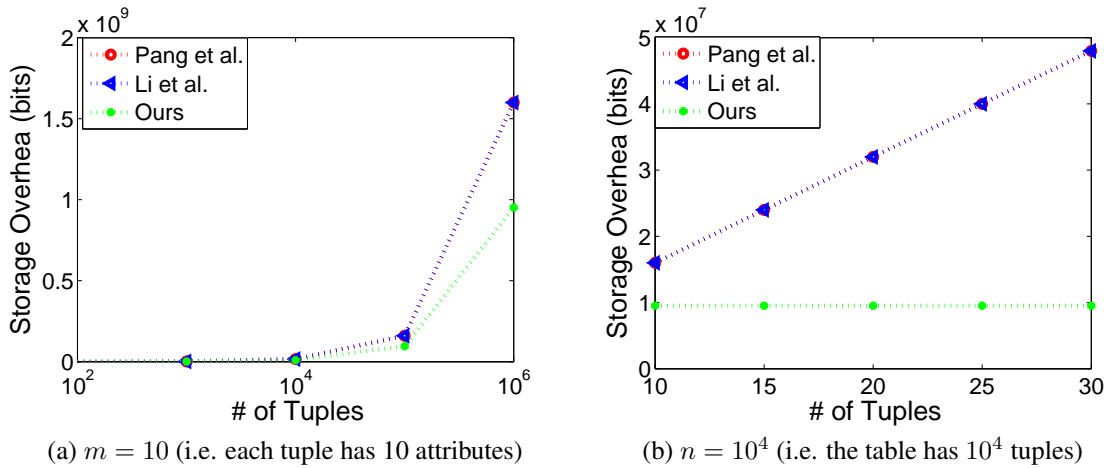 x 10^9
2
1.5
1
0.5
0
Storage Overhea (bits)
Pang et al.
Li et al.
Ours
10^2
10^4
10^6
# of Tuples
(a) m = 10 (i.e. each tuple has 10 attributes)
x 10^7
5
4
3
2
1
0
Storage Overhea (bits)
Pang et al.
Li et al.
Ours
10
15
20
25
30
# of Tuples
(b) n = 10^4 (i.e. the table has 10^4 tuples)